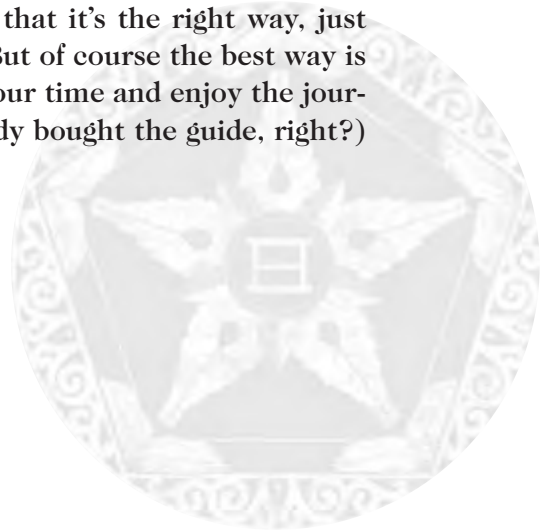 that it's the right way, just
But of course the best way is
our time and enjoy the jour-
dy bought the guide, right?)